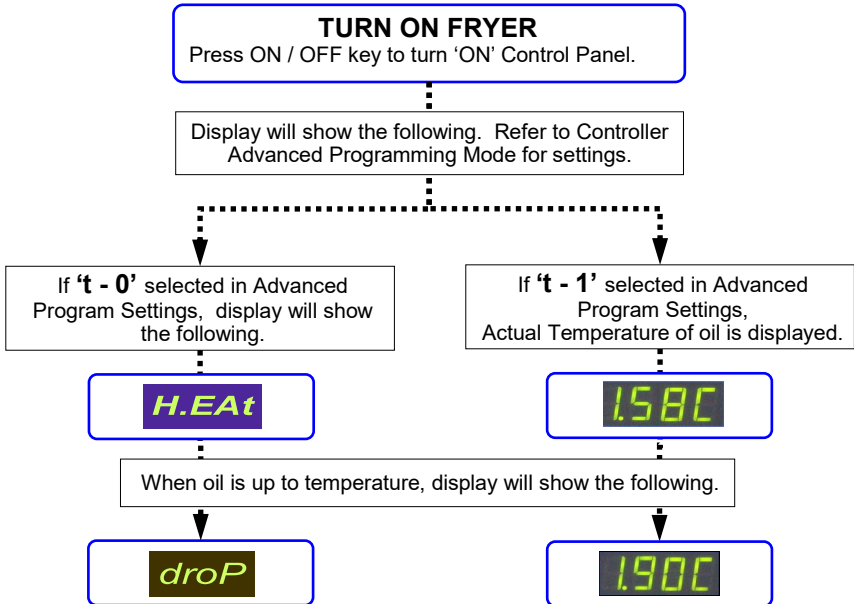 TURN ON FRYER
Press ON / OFF key to turn ‘ON’ Control Panel.
Display will show the following.  Refer to Controller
Advanced Programming Mode for settings.
If ‘t - 0’ selected in Advanced
Program Settings,  display will show
the following.
If ‘t - 1’ selected in Advanced
Program Settings,
Actual Temperature of oil is displayed.
H.EAt
1.58C
When oil is up to temperature, display will show the following.
droP
1.90C